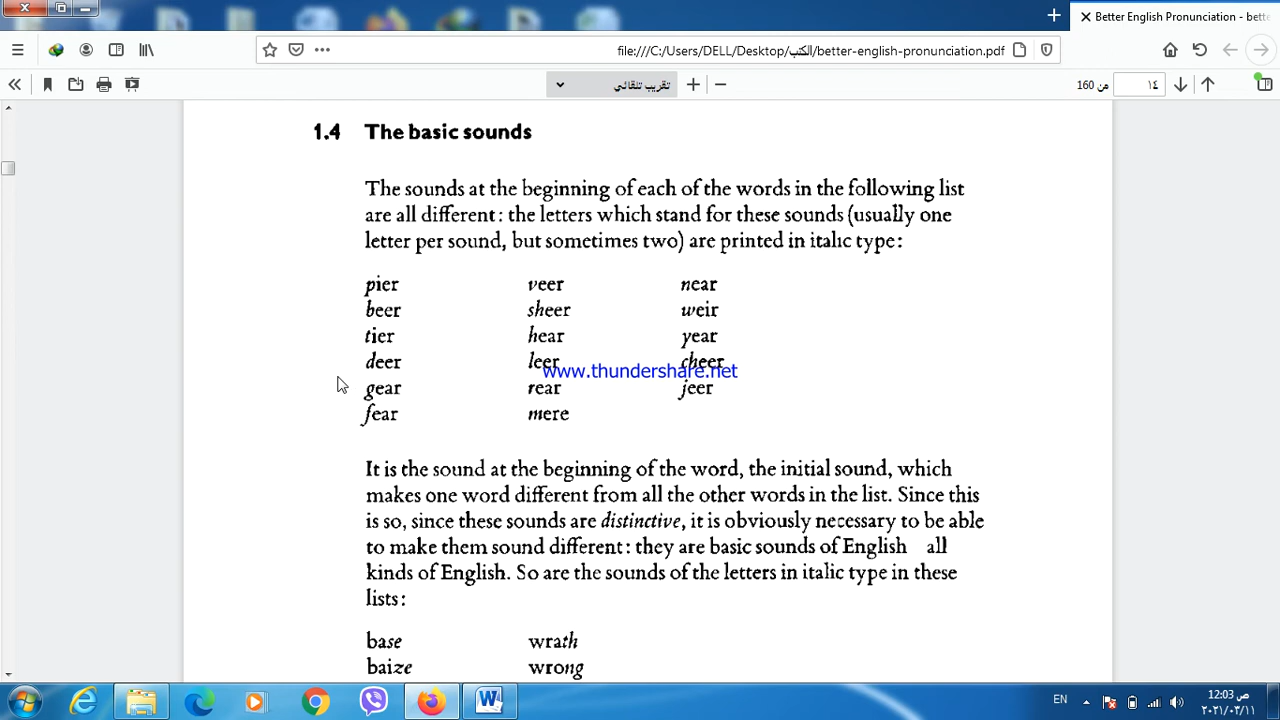 Better English Pronunciation - bette
file:///C:/Users/DELL/Desktop/الكتب/better-english-pronunciation.pdf
تقريب تلقائي
من 160
١٤
1.4 The basic sounds
The sounds at the beginning of each of the words in the following list
are all different: the letters which stand for these sounds (usually one
letter per sound, but sometimes two) are printed in italic type:
pier veer near
beer sheer weir
tier hear year
deer leer cheer
www.thundershare.net
gear rear jeer
fear mere
It is the sound at the beginning of the word, the initial sound, which
makes one word different from all the other words in the list. Since this
is so, since these sounds are distinctive, it is obviously necessary to be able
to make them sound different: they are basic sounds of English all
kinds of English. So are the sounds of the letters in italic type in these
lists:
base wrath
baize wrong
EN
12:03 ص
٢٠٢١/٠٣/١١